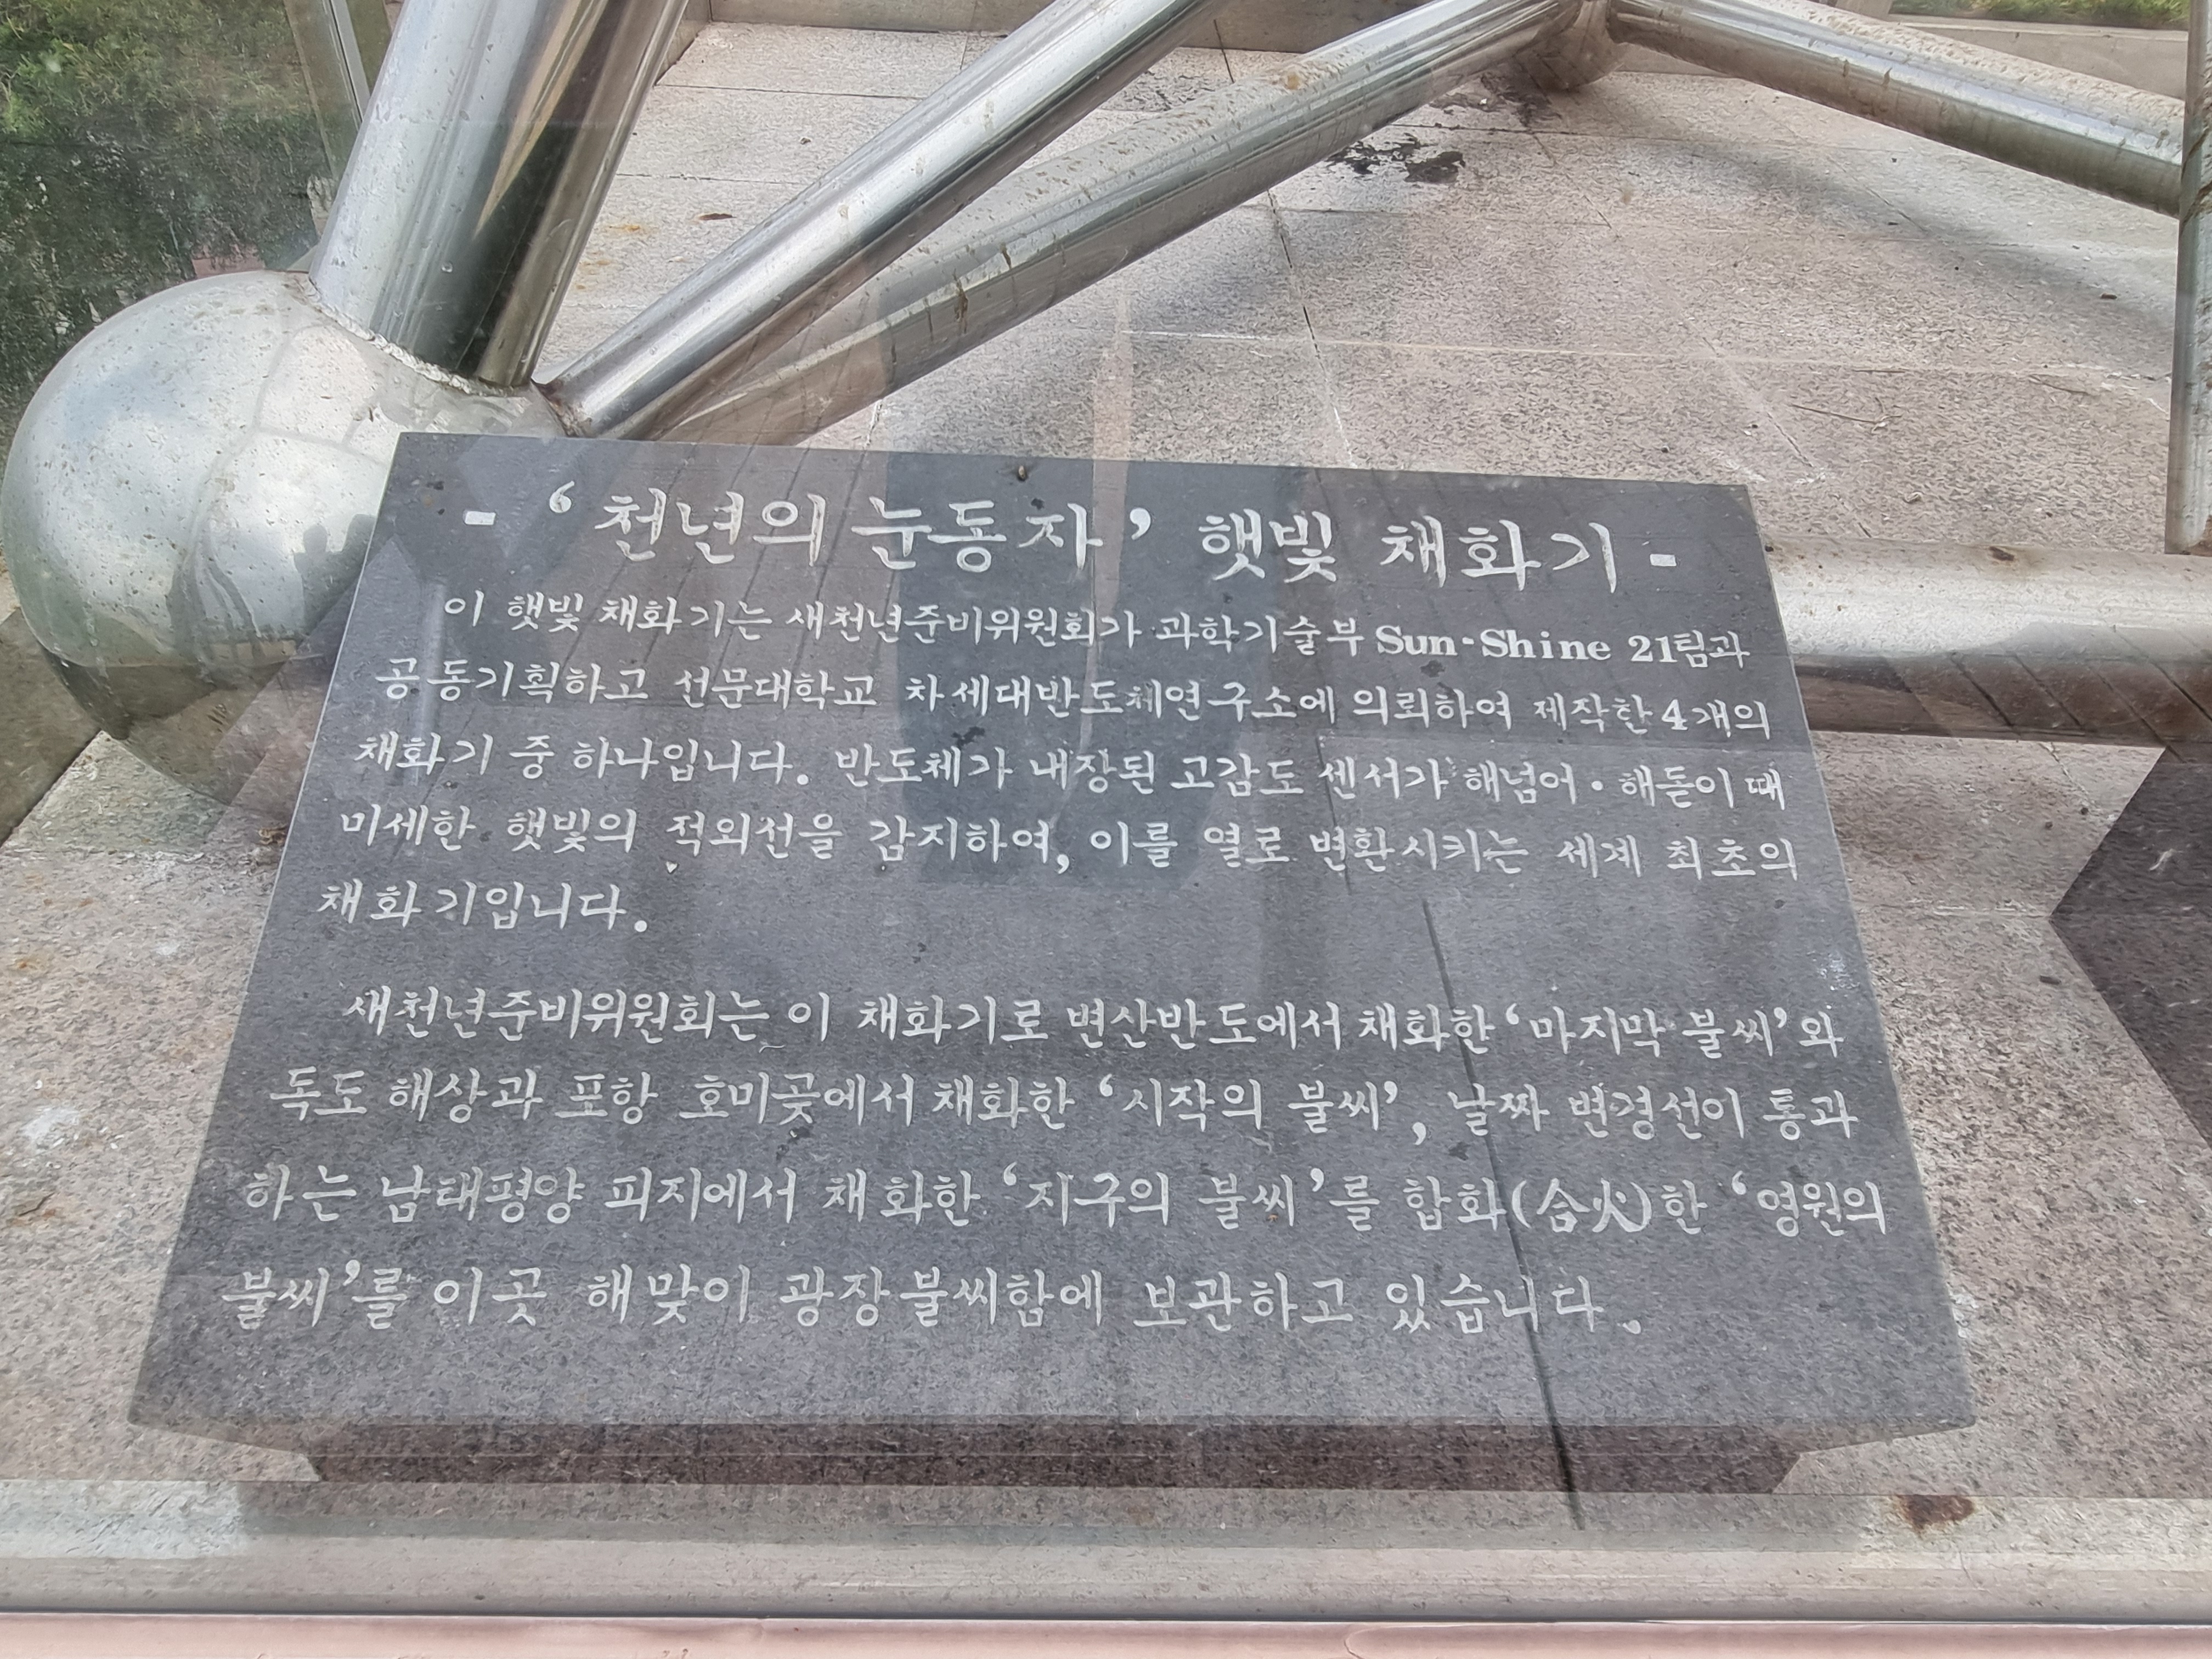 - ‘천년의 눈동자’ 햇빛 채화기 -
이 햇빛 채화기는 새천년준비위원회가 과학기술부 Sun-Shine 21팀과
공동기획하고 선문대학교 차세대반도체연구소에 의뢰하여 제작한 4개의
채화기 중 하나입니다. 반도체가 내장된 고감도 센서가 해넘어·해돋이 때
미세한 햇빛의 적외선을 감지하여, 이를 열로 변환시키는 세계 최초의
채화기입니다.
새천년준비위원회는 이 채화기로 변산반도에서 채화한 ‘마지막 불씨’와
독도 해상과 포항 호미곶에서 채화한 ‘시작의 불씨’, 날짜 변경선이 통과
하는 남태평양 피지에서 채화한 ‘지구의 불씨’를 합화(合火)한 ‘영원의
불씨’를 이곳 해맞이 광장 불씨함에 보관하고 있습니다.